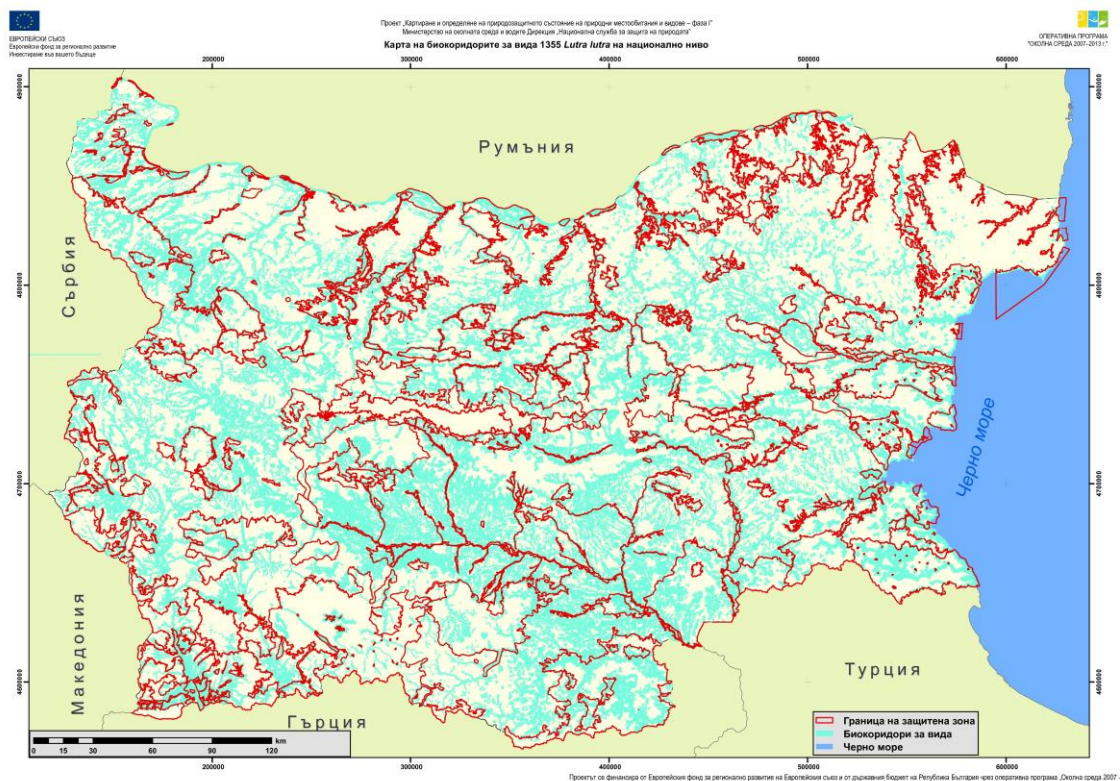 ЕВРОПЕЙСКИ СЪЮЗ
Европейски фонд за регионално развитие
Инвестираме във вашето бъдеще
Проект „Картиране и определяне на природозащитното състояние на природни местообитания и видове – фаза I"
Министерство на околната среда и водите Дирекция „Национална служба за защита на природата"
Карта на биокоридорите за вида 1355 Lutra lutra на национално ниво
ОПЕРАТИВНА ПРОГРАМА
"ОКОЛНА СРЕДА 2007–2013 г."
200000 300000 400000 500000 600000
4900000 4900000
Румъния
Сърбия
4800000 4800000
Черно море
4700000 4700000
Македония
Турция
4600000 4600000
Гърция
Граница на защитена зона
Биокоридори за вида
Черно море
km
0 15 30 60 90 120
200000 300000 400000 500000 600000
Проектът се финансира от Европейския фонд за регионално развитие на Европейския съюз и от държавния бюджет на Република България чрез оперативна програма „Околна среда 2007-